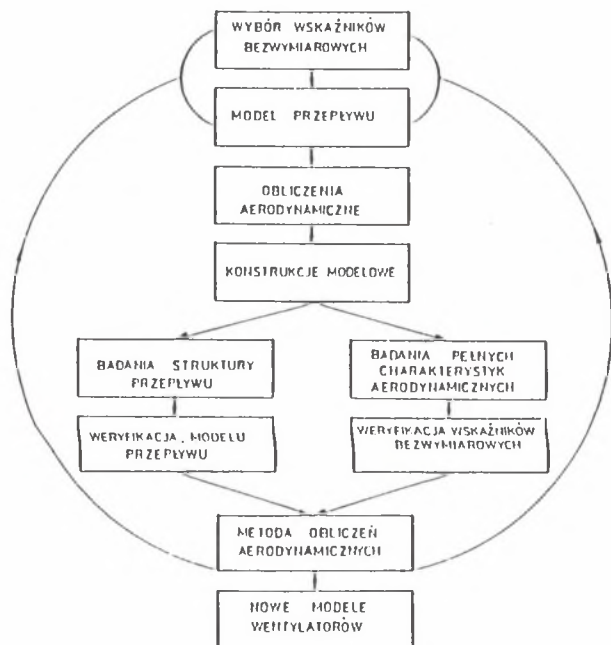 WYBÓR WSKAŹNIKÓW
BEZWYMIAROWYCH
MODEL PRZEPŁYWU
OBLICZENIA
AERODYNAMICZNE
KONSTRUKCJE MODELOWE
BADANIA STRUKTURY
PRZEPŁYWU
BADANIA PEŁNYCH
CHARAKTERYSTYK
AERODYNAMICZNYCH
WERYFIKACJA MODELU
PRZEPŁYWU
WERYFIKACJA WSKAŹNIKÓW
BEZWYMIAROWYCH
METODA OBLICZEŃ
AERODYNAMICZNYCH
NOWE MODELE
WENTYLATORÓW